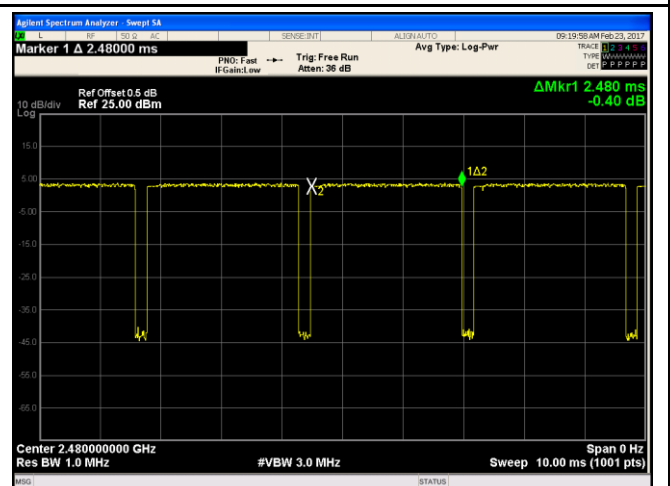 Agilent Spectrum Analyzer - Swept SA
L RF 50 Ω AC SENSE:INT ALIGN AUTO 09:19:58 AM Feb 23, 2017
Marker 1 Δ 2.48000 ms
PNO: Fast
IFGain:Low
Trig: Free Run
Atten: 36 dB
Avg Type: Log-Pwr
TRACE 1 2 3 4 5 6
TYPE
DET P P P P P P
ΔMkr1 2.480 ms
-0.40 dB
Ref Offset 0.5 dB
10 dB/div Ref 25.00 dBm
Log
15.0
5.00
-5.00
-15.0
-25.0
-35.0
-45.0
-55.0
-65.0
1Δ2
X2
Center 2.480000000 GHz Span 0 Hz
Res BW 1.0 MHz #VBW 3.0 MHz Sweep 10.00 ms (1001 pts)
MSG STATUS